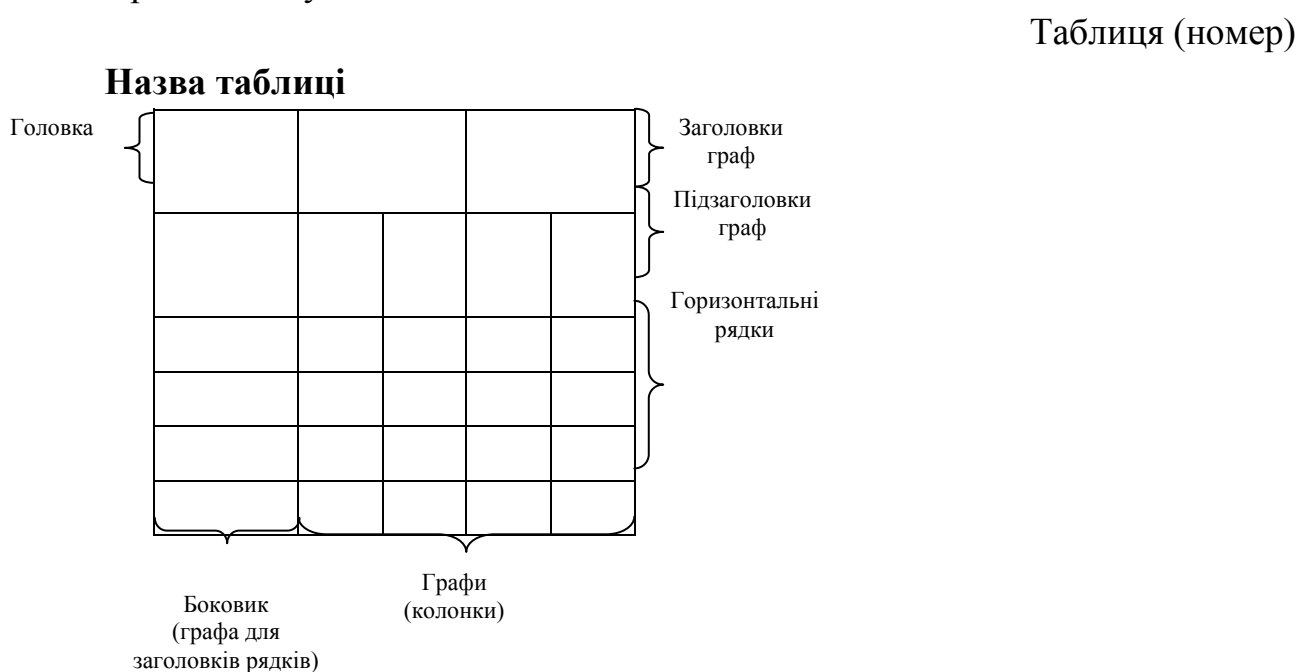 Таблиця (номер)
Назва таблиці
Головка
Заголовки
граф
Підзаголовки
граф
Горизонтальні
рядки
Графи
(колонки)
Боковик
(графа для
заголовків рядків)